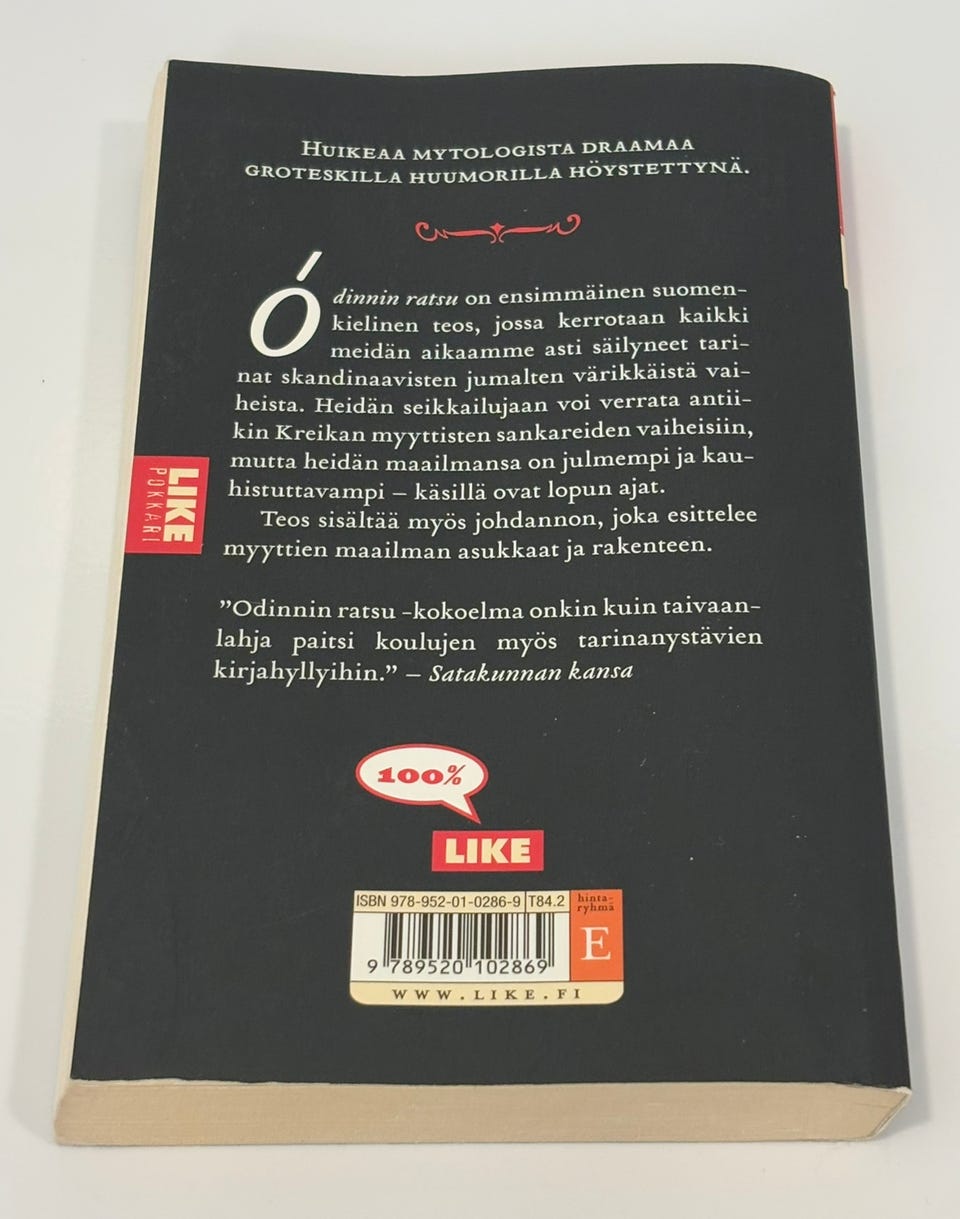 HUIKEAA MYTOLOGISTA DRAAMAA
GROTESKILLA HUUMORILLA HÖYSTETTYNÄ.
Ódinnin ratsu on ensimmäinen suomen-
kielinen teos, jossa kerrotaan kaikki
meidän aikaamme asti säilyneet tari-
nat skandinaavisten jumalten värikkäistä vai-
heista. Heidän seikkailujaan voi verrata antii-
kin Kreikan myyttisten sankareiden vaiheisiin,
mutta heidän maailmansa on julmempi ja kau-
histuttavampi – käsillä ovat lopun ajat.
Teos sisältää myös johdannon, joka esittelee
myyttien maailman asukkaat ja rakenteen.
”Odinnin ratsu -kokoelma onkin kuin taivaan-
lahja paitsi koulujen myös tarinanystävien
kirjahyllyihin.” – Satakunnan kansa
LIKE
POKKARI
100%
LIKE
ISBN 978-952-01-0286-9 T84.2
hinta-
ryhmä
E
9 789520 102869
WWW.LIKE.FI